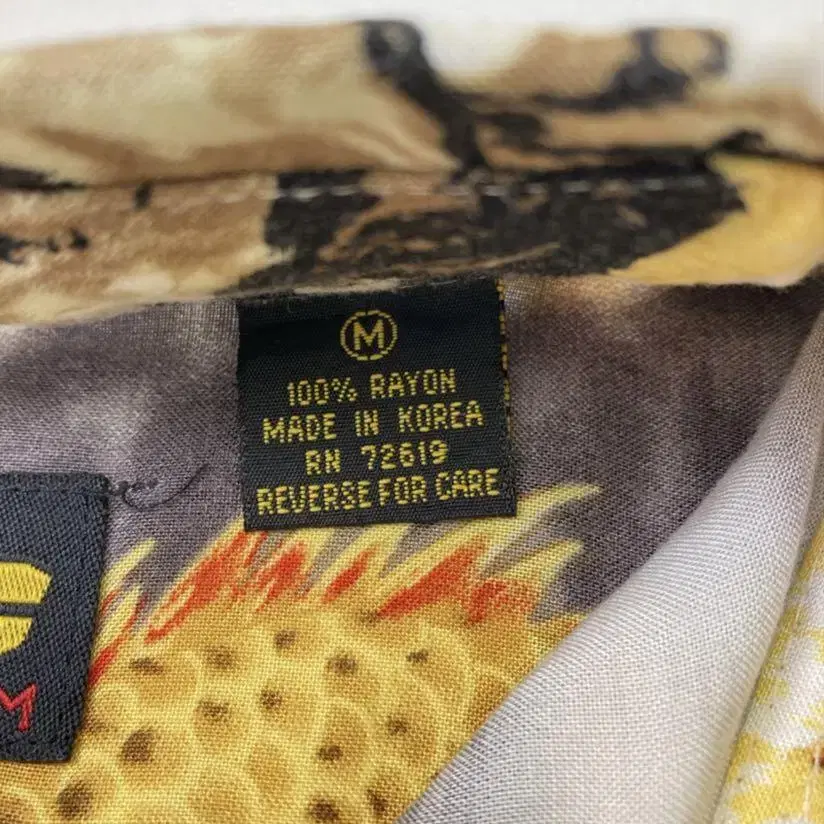 M
100% RAYON
MADE IN KOREA
RN 72619
REVERSE FOR CARE
M